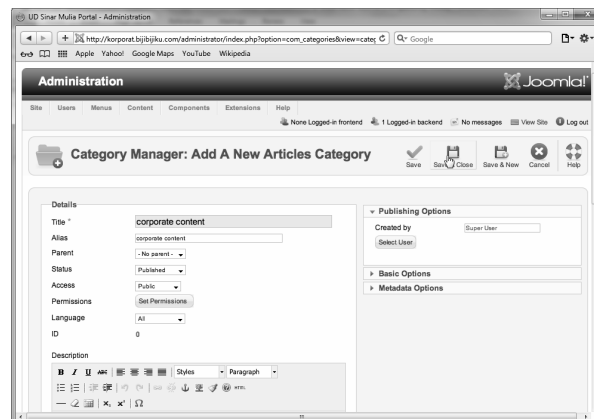 UD Sinar Mulia Portal - Administration
http://korporat.bijibijiku.com/administrator/index.php?option=com_categories&view=categ
Google
Apple Yahoo! Google Maps YouTube Wikipedia
Administration
Joomla!
Site Users Menus Content Components Extensions Help
None Logged-in frontend 1 Logged-in backend No messages View Site Log out
Category Manager: Add A New Articles Category
Save Save & Close Save & New Cancel Help
Details
Title *
corporate content
Alias
corporate content
Parent
- No parent -
Status
Published
Access
Public
Permissions
Set Permissions
Language
All
ID
0
Description
B I U ABC Styles Paragraph
HTML
x, x' Ω
Publishing Options
Created by
Super User
Select User
Basic Options
Metadata Options